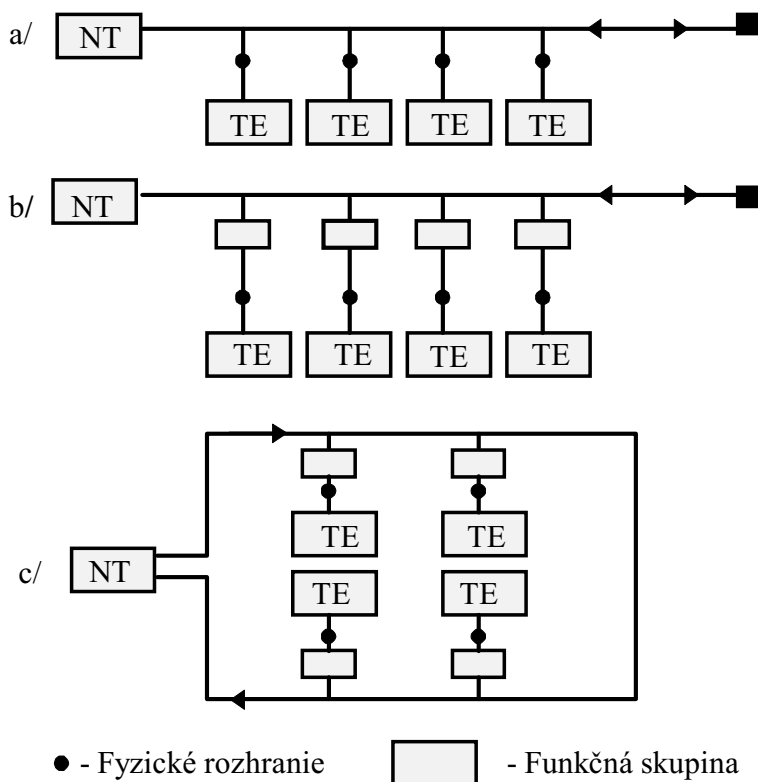 a/ NT
TE TE TE TE
b/ NT
TE TE TE TE
TE TE
c/ NT
TE TE
- Fyzické rozhranie - Funkčná skupina